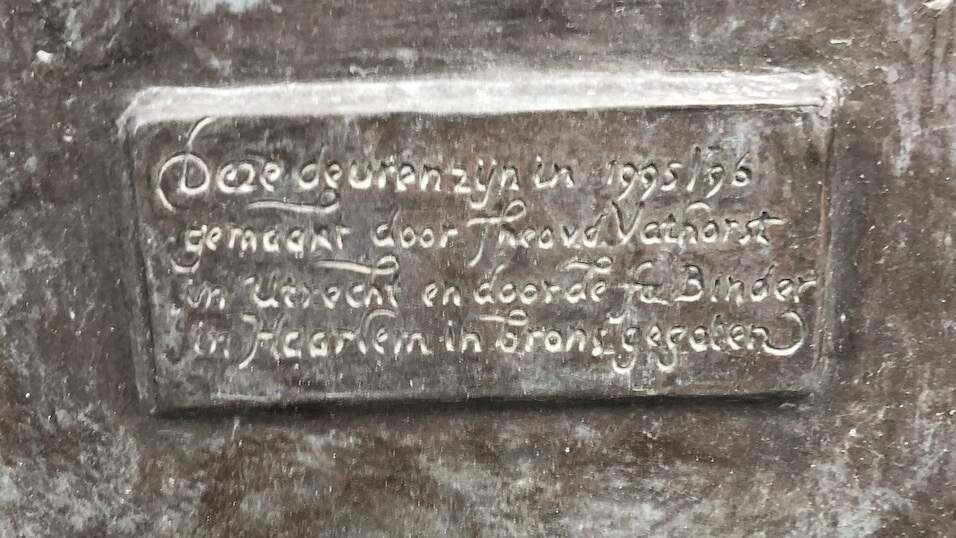 Deze deuren zijn in 1995/96
gemaakt door Theo v.d. Vathorst
in Utrecht en door de fa Binder
in Haarlem in brons gegoten